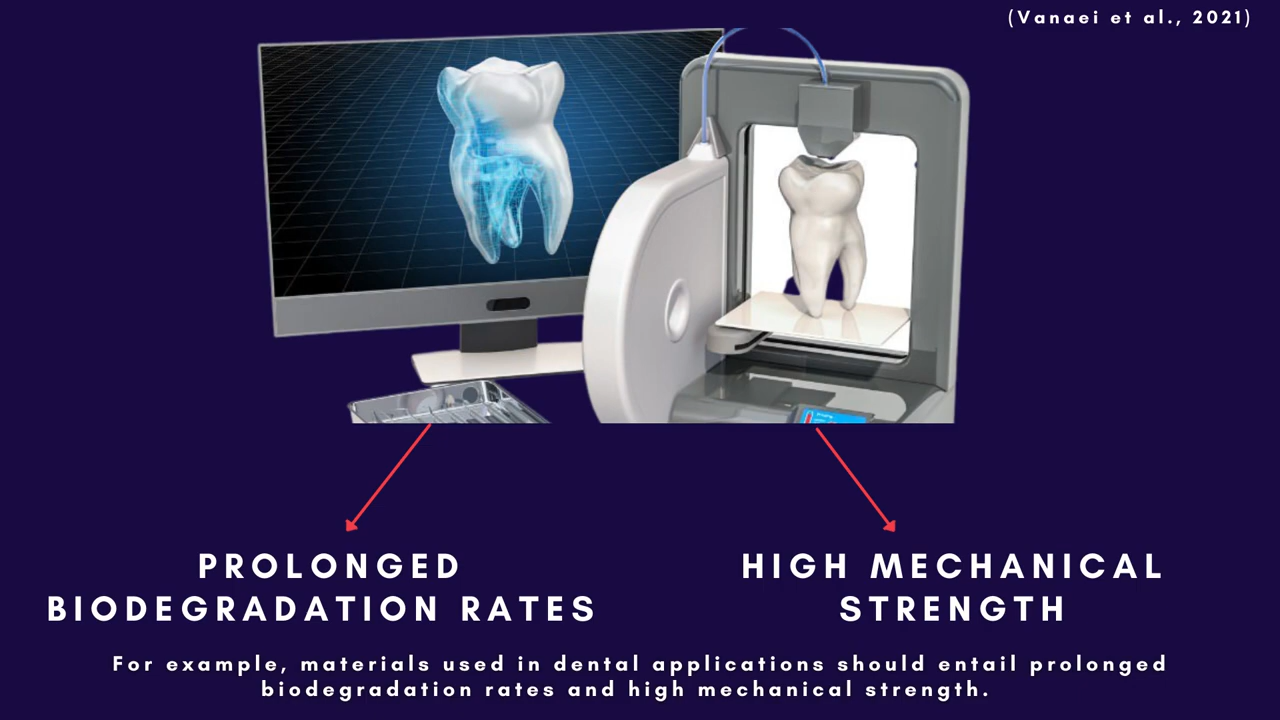 (Vanaei et al., 2021)
PROLONGED
BIODEGRADATION RATES
HIGH MECHANICAL
STRENGTH
For example, materials used in dental applications should entail prolonged
biodegradation rates and high mechanical strength.